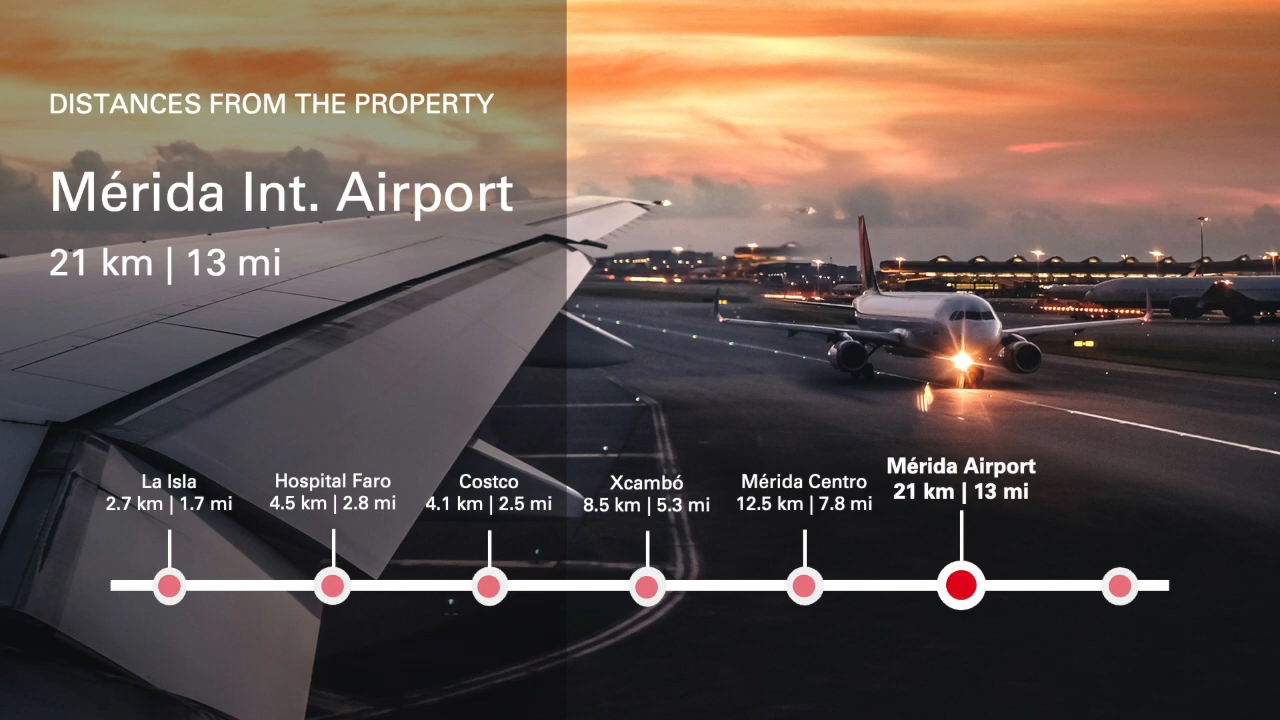 DISTANCES FROM THE PROPERTY
Mérida Int. Airport
21 km | 13 mi
La Isla
2.7 km | 1.7 mi
Hospital Faro
4.5 km | 2.8 mi
Costco
4.1 km | 2.5 mi
Xcambó
8.5 km | 5.3 mi
Mérida Centro
12.5 km | 7.8 mi
Mérida Airport
21 km | 13 mi